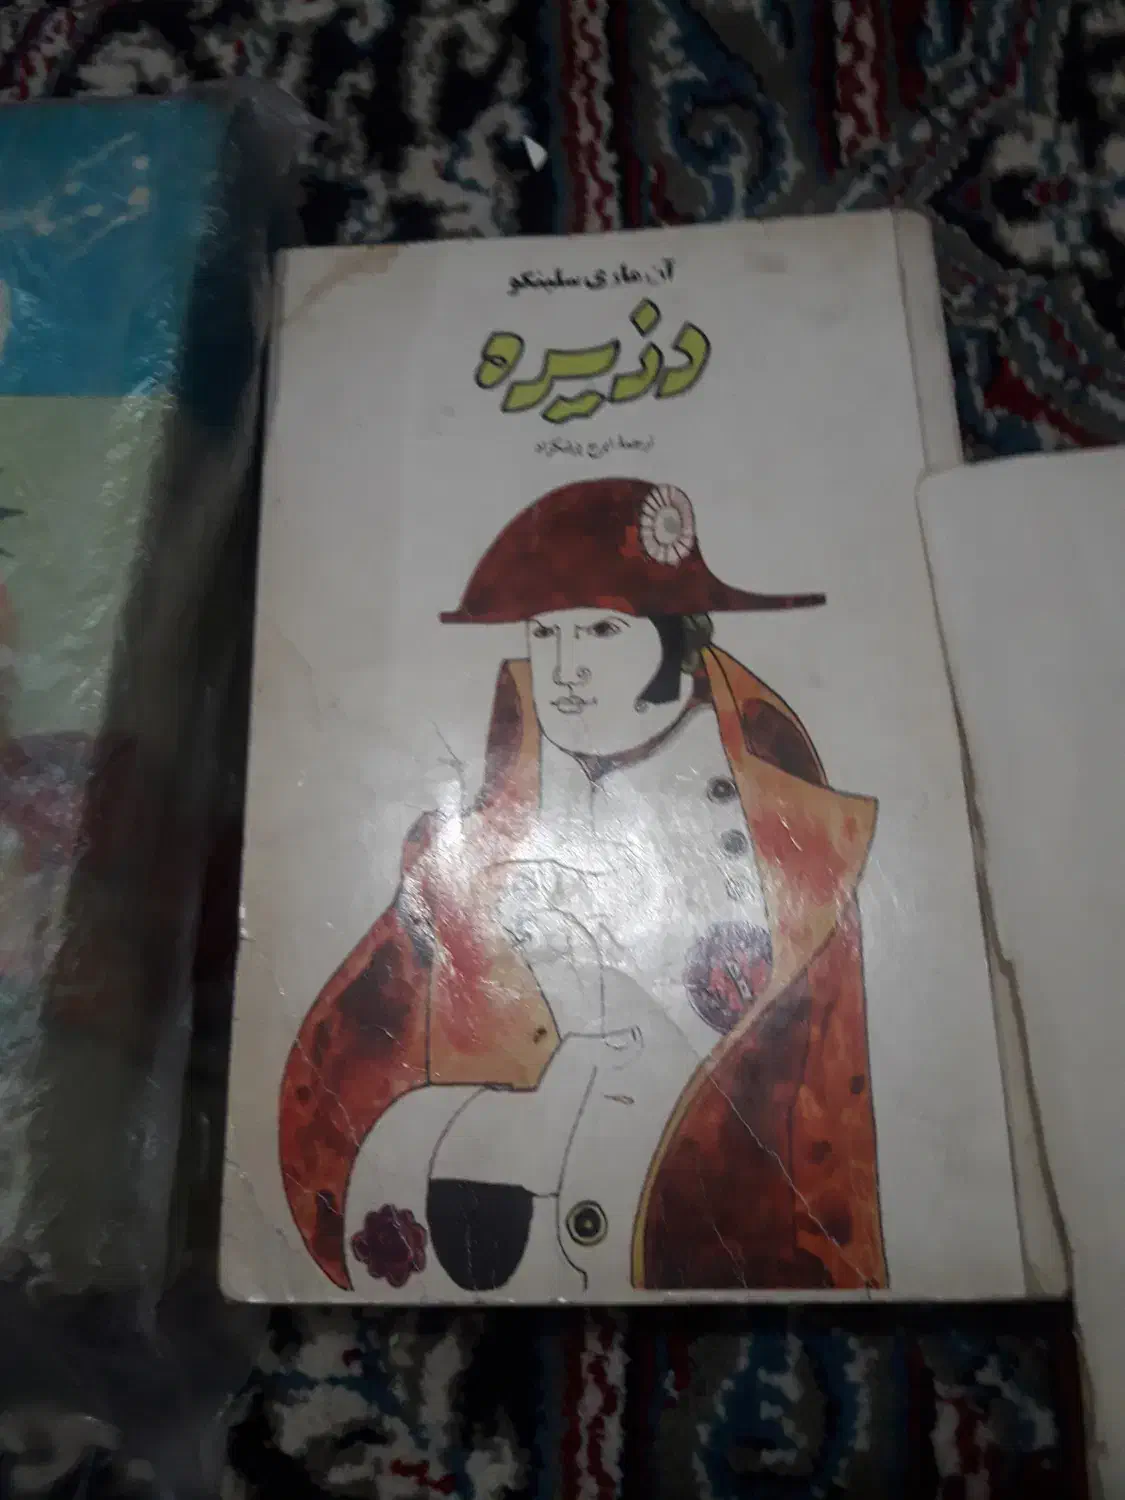 آن ماری سلینکو
دزیره
ترجمهٔ ایرج پزشکزاد